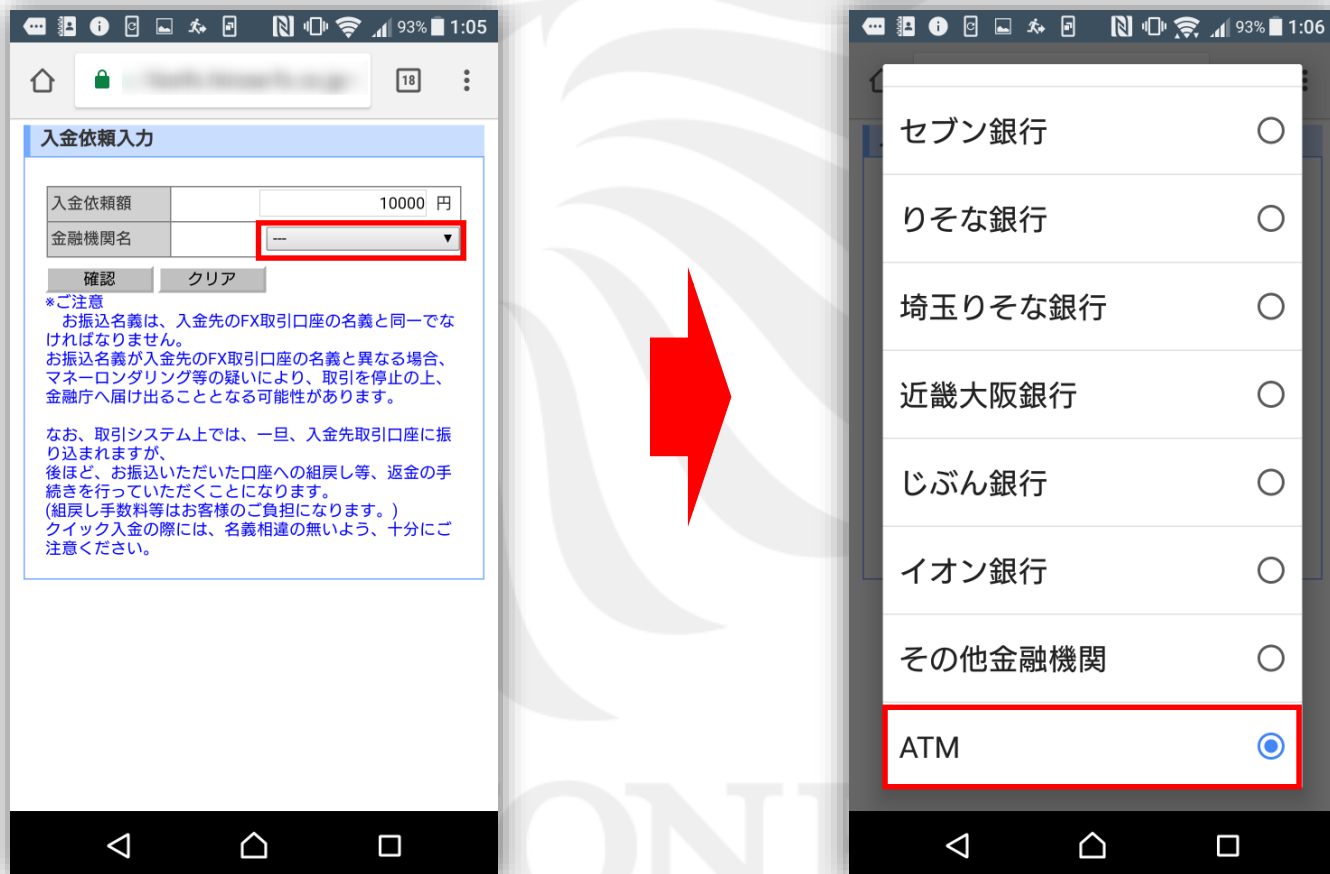 93% 1:05
18
入金依頼入力
入金依頼額 10000 円
金融機関名 ---
確認 クリア
※ご注意
お振込名義は、入金先のFX取引口座の名義と同一でな
ければなりません。
お振込名義が入金先のFX取引口座の名義と異なる場合、
マネーロンダリング等の疑いにより、取引を停止の上、
金融庁へ届け出ることとなる可能性があります。
なお、取引システム上では、一旦、入金先取引口座に振
り込まれますが、
後ほど、お振込いただいた口座への組戻し等、返金の手
続きを行っていただくことになります。
(組戻し手数料等はお客様のご負担になります。)
クイック入金の際には、名義相違の無いよう、十分にご
注意ください。
93% 1:06
セブン銀行
りそな銀行
埼玉りそな銀行
近畿大阪銀行
じぶん銀行
イオン銀行
その他金融機関
ATM